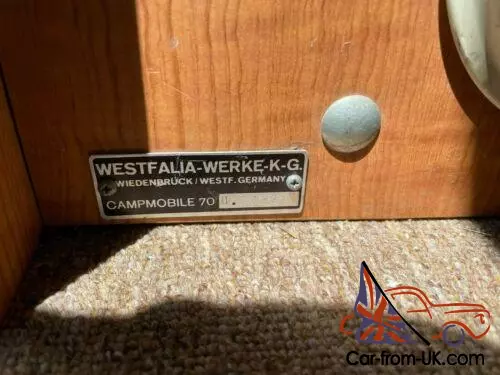 WESTFALIA-WERKE-K-G.
WIEDENBRÜCK/WESTF. GERMANY
CAMPMOBILE 70
Car-from-UK.com